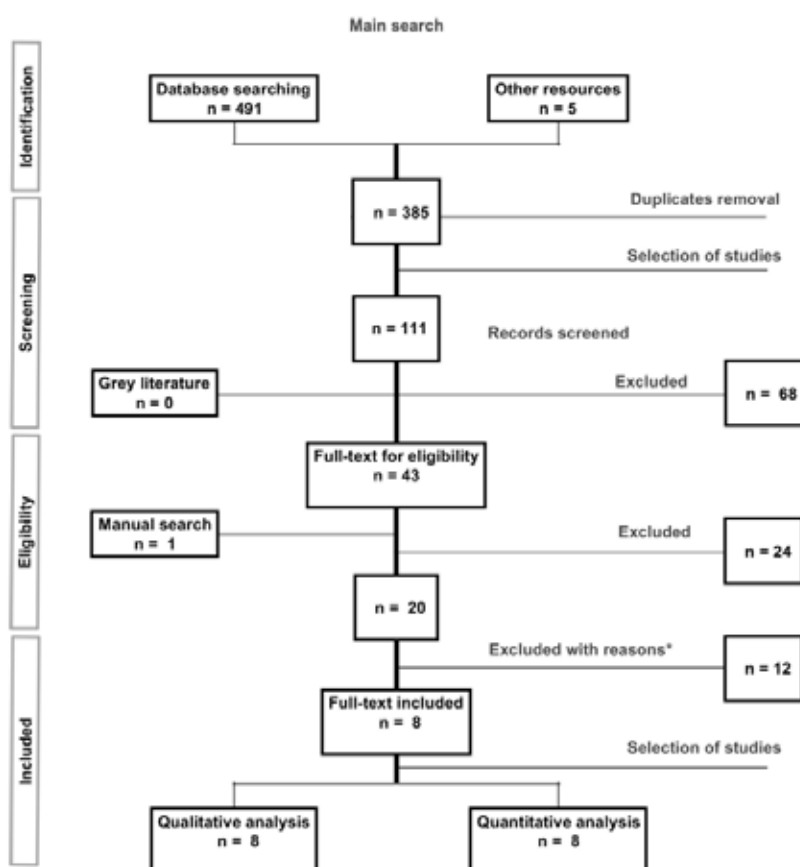 Main search
Identification
Database searching
n = 491
Other resources
n = 5
n = 385
Duplicates removal
Selection of studies
Screening
n = 111
Records screened
Grey literature
n = 0
Excluded
n = 68
Full-text for eligibility
n = 43
Eligibility
Manual search
n = 1
Excluded
n = 24
n = 20
Excluded with reasons*
n = 12
Included
Full-text included
n = 8
Selection of studies
Qualitative analysis
n = 8
Quantitative analysis
n = 8